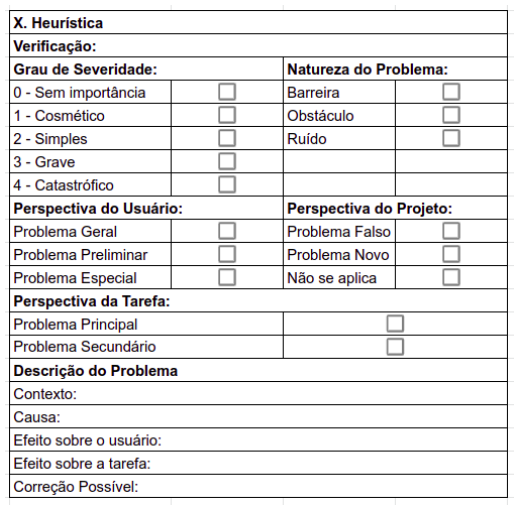 X. Heurística
Verificação:
Grau de Severidade: Natureza do Problema:
0 - Sem importância Barreira
1 - Cosmético Obstáculo
2 - Simples Ruído
3 - Grave
4 - Catastrófico
Perspectiva do Usuário: Perspectiva do Projeto:
Problema Geral Problema Falso
Problema Preliminar Problema Novo
Problema Especial Não se aplica
Perspectiva da Tarefa:
Problema Principal
Problema Secundário
Descrição do Problema
Contexto:
Causa:
Efeito sobre o usuário:
Efeito sobre a tarefa:
Correção Possível: